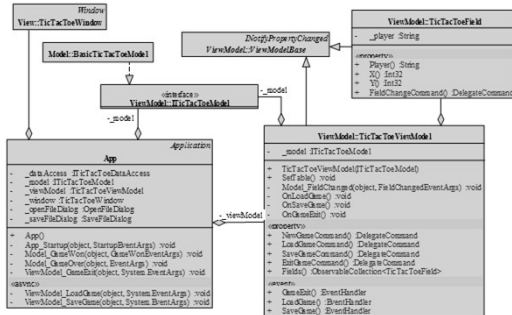 Window
View::TicTacToeWindow
Model::BasicTicTacToeModel
INotifyPropertyChanged
ViewModel::ViewModelBase
ViewModel::TicTacToeField
- _player :String
«property»
+ Player() :String
+ X() :Int32
+ Y() :Int32
+ FieldChangeCommand() :DelegateCommand
«interface»
ViewModel::ITicTacToeModel
-_model
-_model
Application
App
- _dataAccess :ITicTacToeDataAccess
- _model :ITicTacToeModel
- _viewModel :TicTacToeViewModel
- _window :TicTacToeWindow
- _openFileDialog :OpenFileDialog
- _saveFileDialog :SaveFileDialog
+ App()
- App_Startup(object, StartupEventArgs) :void
- Model_GameWon(object, GameWonEventArgs) :void
- Model_GameOver(object, EventArgs) :void
- ViewModel_GameExit(object, System.EventArgs) :void
«async»
- ViewModel_LoadGame(object, System.EventArgs) :void
- ViewModel_SaveGame(object, System.EventArgs) :void
-_viewModel
ViewModel::TicTacToeViewModel
- _model :ITicTacToeModel
+ TicTacToeViewModel(ITicTacToeModel)
- SetTable() :void
- Model_FieldChanged(object, FieldChangedEventArgs) :void
- OnLoadGame() :void
- OnSaveGame() :void
- OnGameExit() :void
«property»
+ NewGameCommand() :DelegateCommand
+ LoadGameCommand() :DelegateCommand
+ SaveGameCommand() :DelegateCommand
+ ExitGameCommand() :DelegateCommand
+ Fields() :ObservableCollection<TicTacToeField>
«event»
+ GameExit() :EventHandler
+ LoadGame() :EventHandler
+ SaveGame() :EventHandler